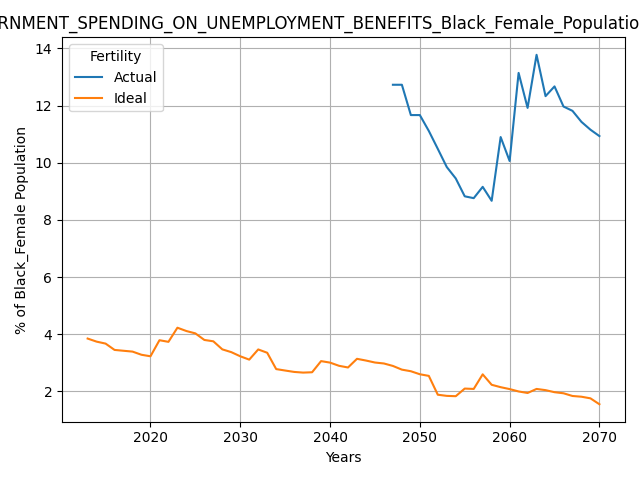 RNMENT_SPENDING_ON_UNEMPLOYMENT_BENEFITS_Black_Female_Populatio
Fertility
Actual
Ideal
14
12
10
8
6
4
2
% of Black_Female Population
2020 2030 2040 2050 2060 2070
Years